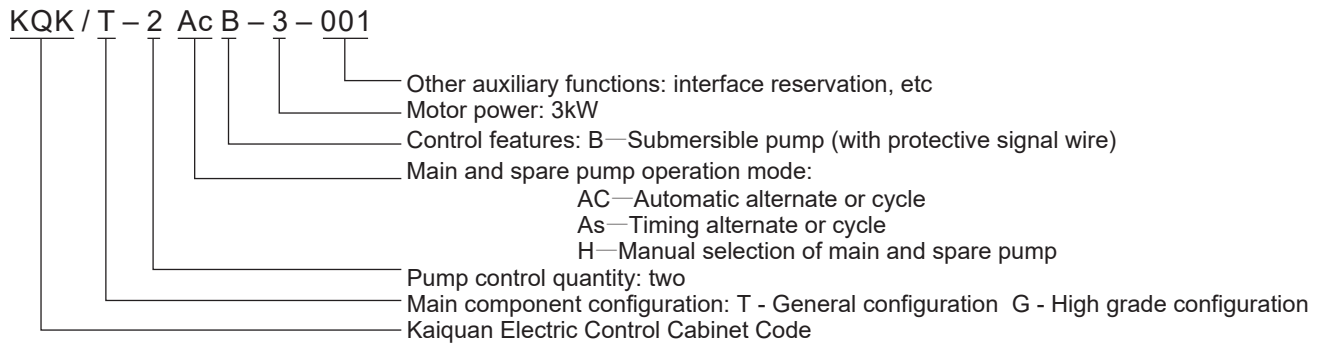 KQK / T – 2 Ac B – 3 – 001
Other auxiliary functions: interface reservation, etc
Motor power: 3kW
Control features: B—Submersible pump (with protective signal wire)
Main and spare pump operation mode:
AC—Automatic alternate or cycle
As—Timing alternate or cycle
H—Manual selection of main and spare pump
Pump control quantity: two
Main component configuration: T - General configuration G - High grade configuration
Kaiquan Electric Control Cabinet Code